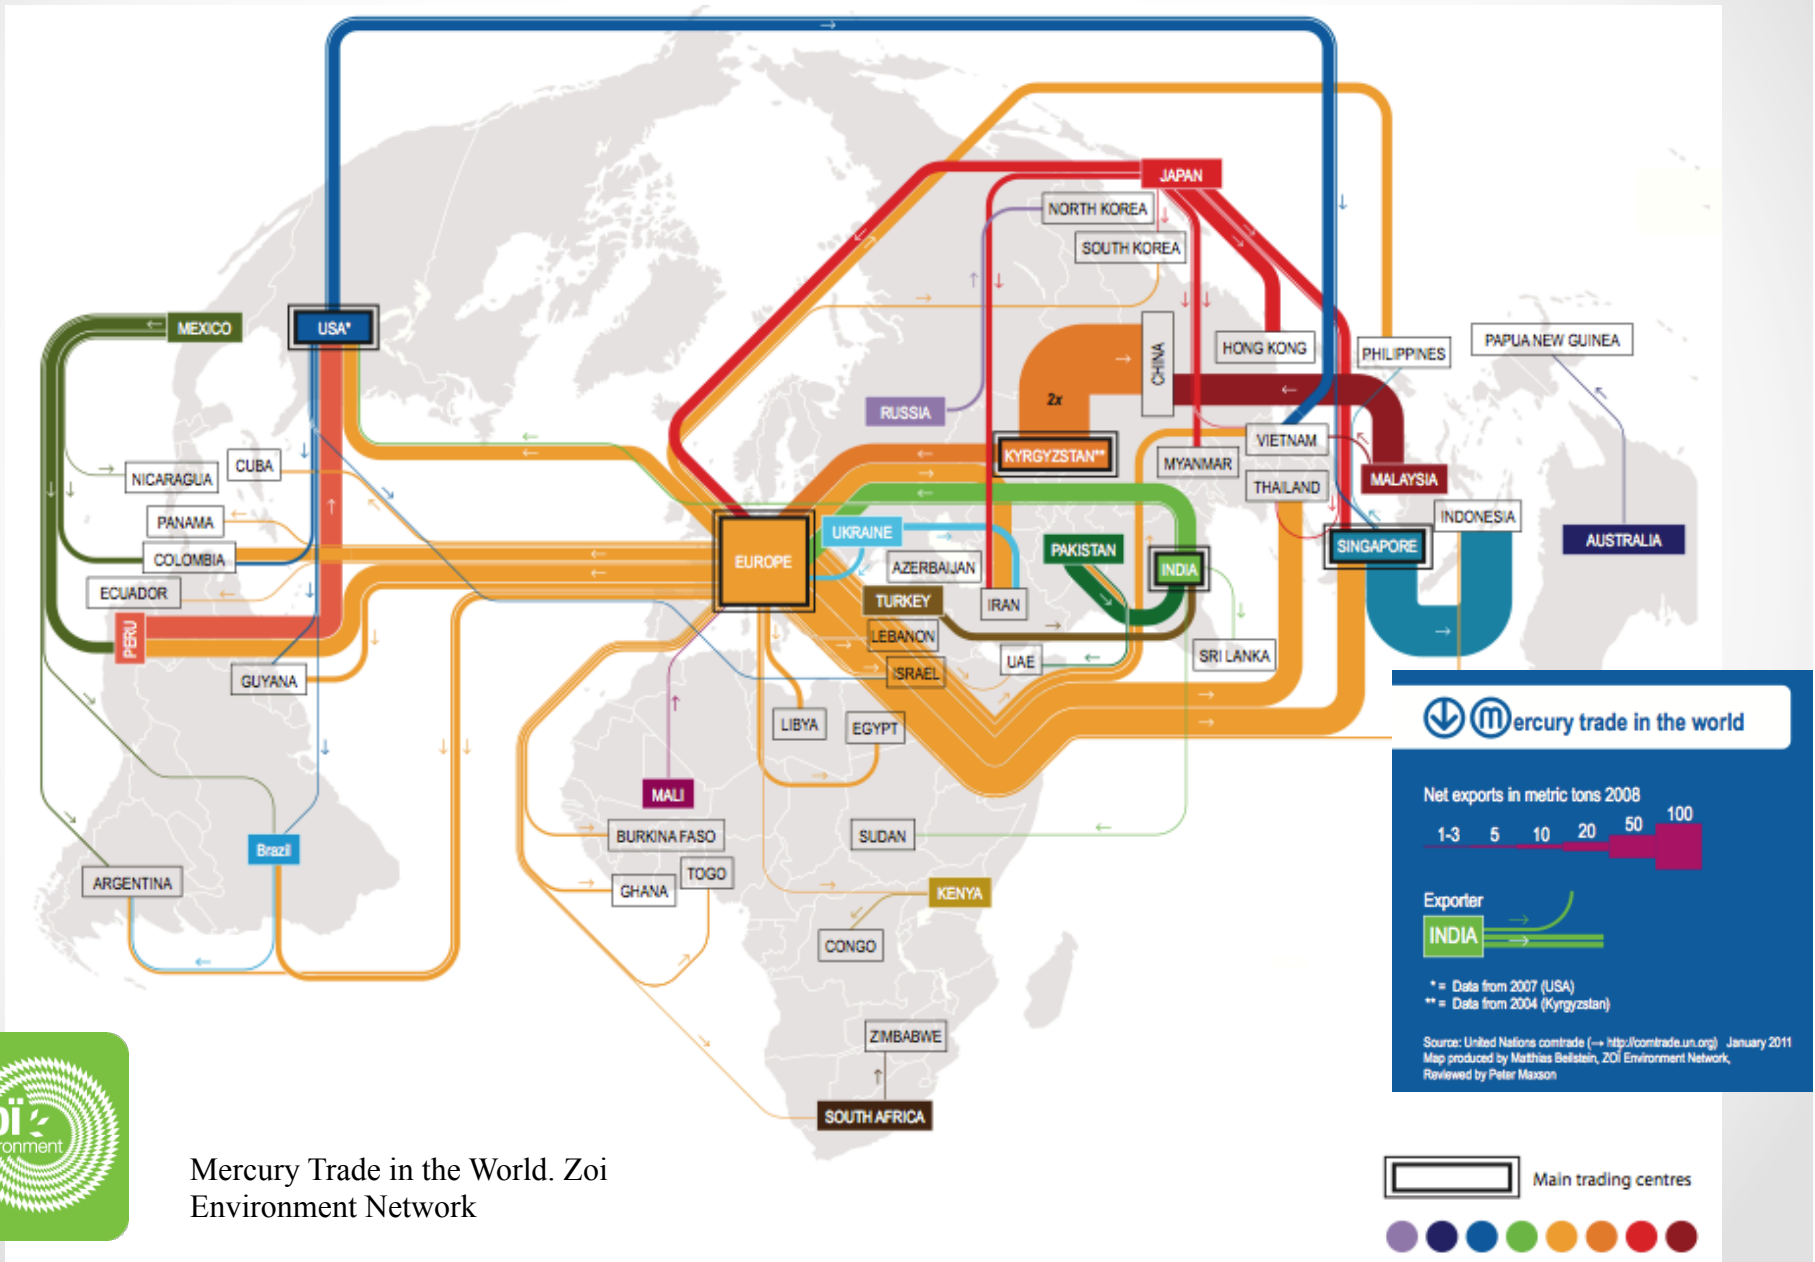 JAPAN
NORTH KOREA
SOUTH KOREA
MEXICO
USA*
HONG KONG
PHILIPPINES
PAPUA NEW GUINEA
CHINA
2x
RUSSIA
KYRGYZSTAN**
VIETNAM
MYANMAR
MALAYSIA
THAILAND
CUBA
NICARAGUA
PANAMA
COLOMBIA
ECUADOR
PERU
GUYANA
EUROPE
UKRAINE
AZERBAIJAN
PAKISTAN
INDIA
SINGAPORE
INDONESIA
AUSTRALIA
TURKEY
IRAN
LEBANON
UAE
SRI LANKA
ISRAEL
LIBYA
EGYPT
MALI
BURKINA FASO
SUDAN
Brazil
TOGO
GHANA
ARGENTINA
KENYA
CONGO
ZIMBABWE
SOUTH AFRICA
mercury trade in the world
Net exports in metric tons 2008
1-3 5 10 20 50 100
Exporter
INDIA
* = Data from 2007 (USA)
** = Data from 2004 (Kyrgyzstan)
Source: United Nations comtrade (→ http://comtrade.un.org) January 2011
Map produced by Matthias Beilstein, ZOÏ Environment Network,
Reviewed by Peter Maxson
Main trading centres
oï
ronment
Mercury Trade in the World. Zoi
Environment Network